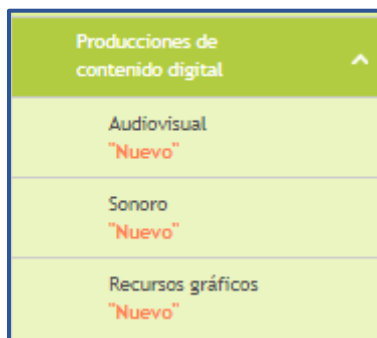 Producciones de
contenido digital
Audiovisual
"Nuevo"
Sonoro
"Nuevo"
Recursos gráficos
"Nuevo"